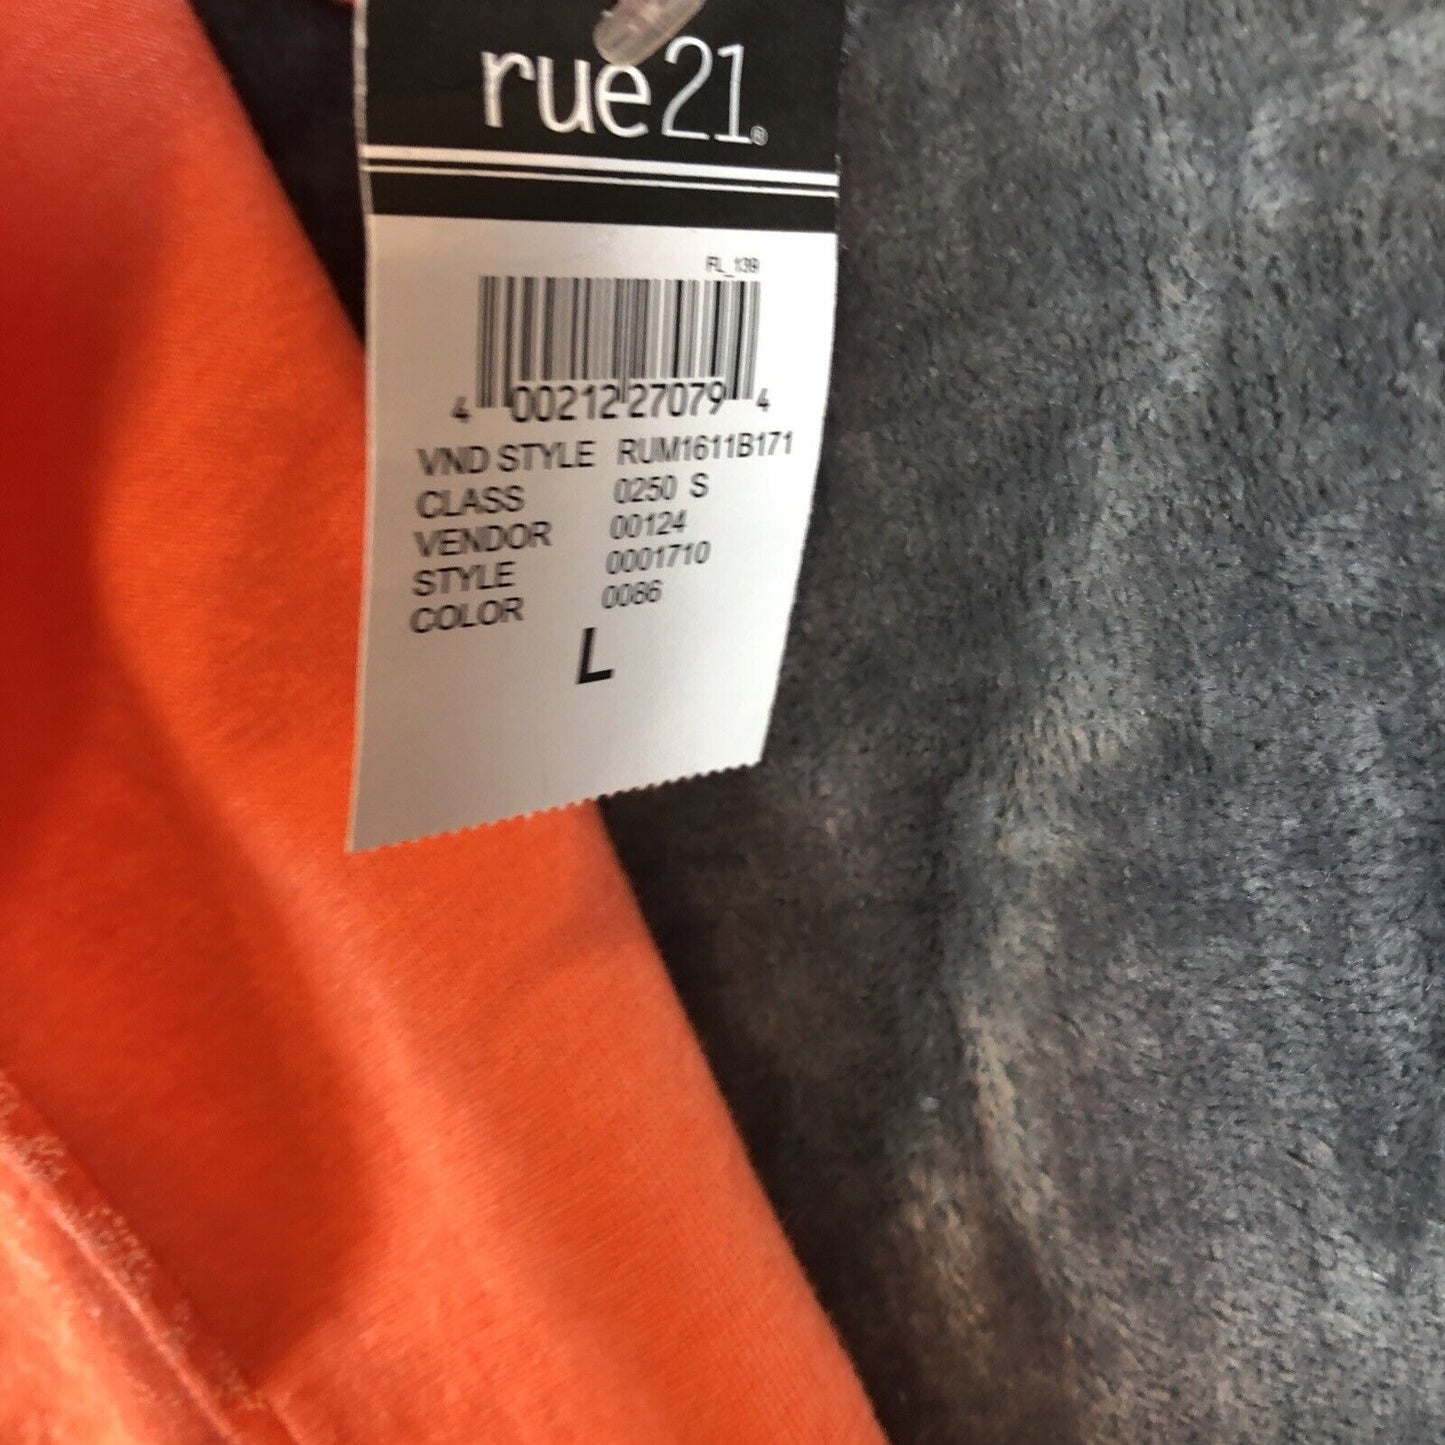 rue21®
FL_139
4 00212 27079 4
VND STYLE RUM1611B171
CLASS 0250 S
VENDOR 00124
STYLE 0001710
COLOR 0086
L